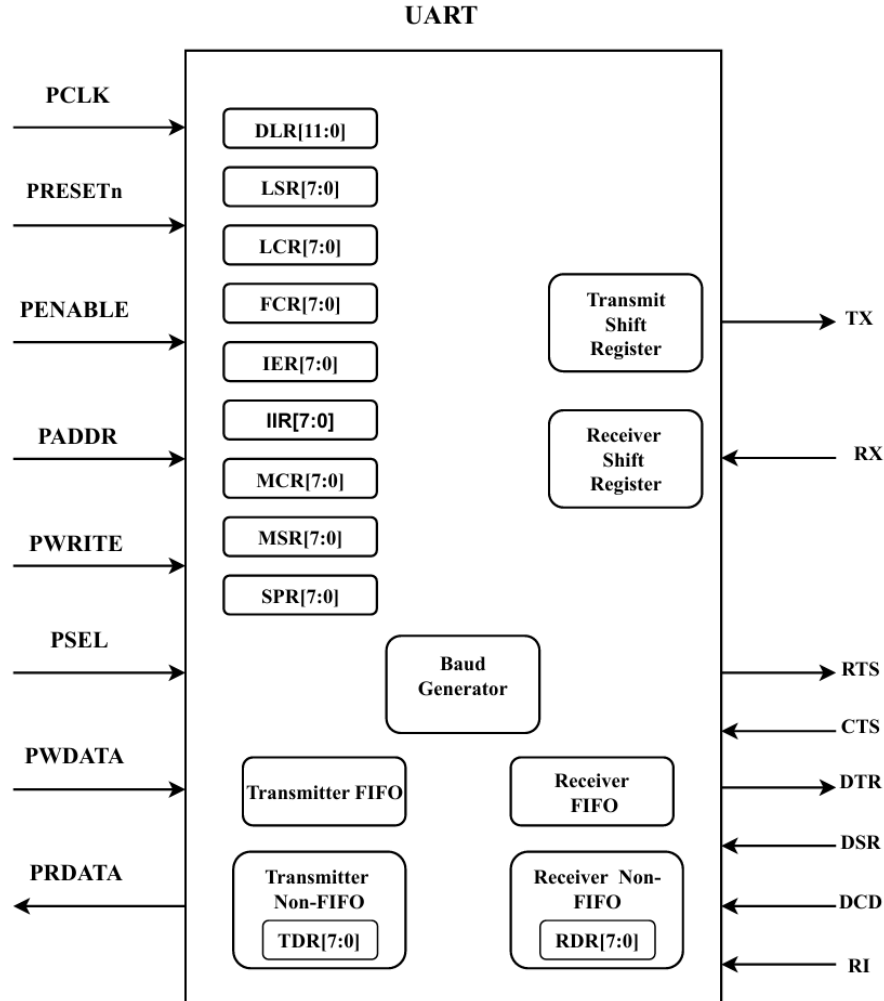 UART
PCLK
PRESETn
PENABLE
PADDR
PWRITE
PSEL
PWDATA
PRDATA
DLR[11:0]
LSR[7:0]
LCR[7:0]
FCR[7:0]
IER[7:0]
IIR[7:0]
MCR[7:0]
MSR[7:0]
SPR[7:0]
Transmit
Shift
Register
Receiver
Shift
Register
Baud
Generator
Transmitter FIFO
Receiver
FIFO
Transmitter
Non-FIFO
TDR[7:0]
Receiver Non-
FIFO
RDR[7:0]
TX
RX
RTS
CTS
DTR
DSR
DCD
RI